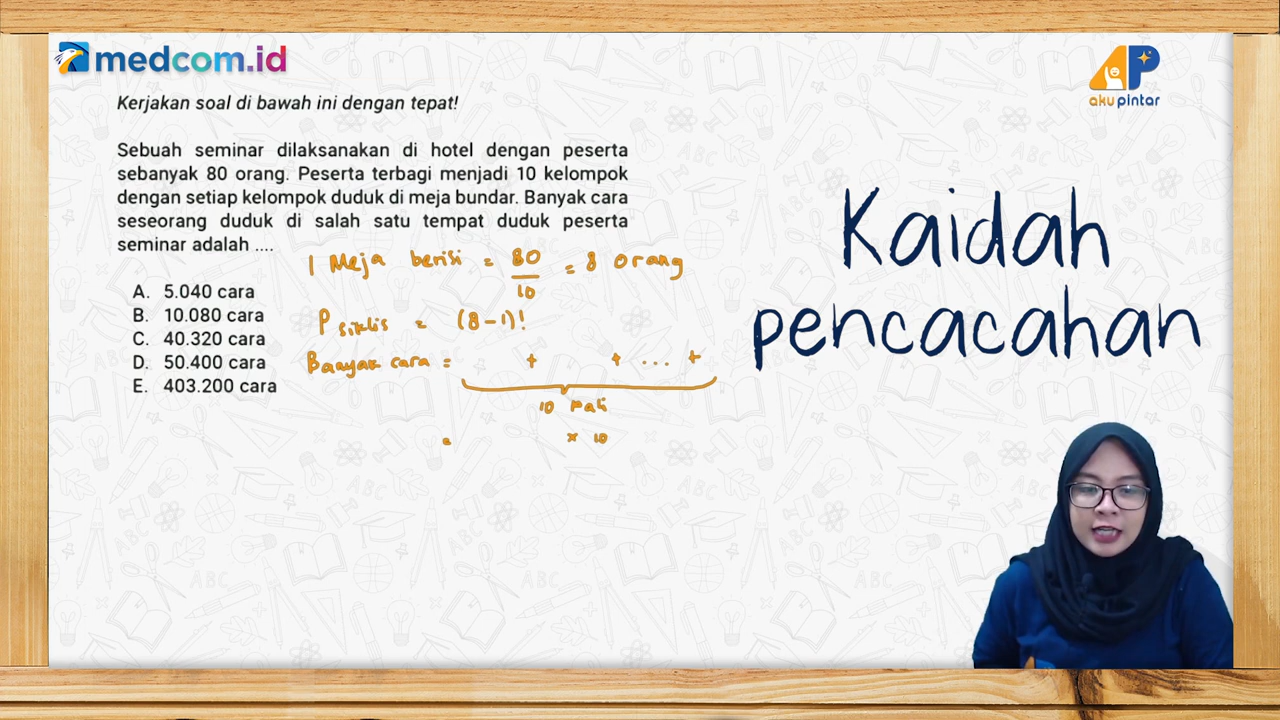 medcom.id
AP
aku pintar
Kerjakan soal di bawah ini dengan tepat!
Sebuah seminar dilaksanakan di hotel dengan peserta
sebanyak 80 orang. Peserta terbagi menjadi 10 kelompok
dengan setiap kelompok duduk di meja bundar. Banyak cara
seseorang duduk di salah satu tempat duduk peserta
seminar adalah ....
A. 5.040 cara
B. 10.080 cara
C. 40.320 cara
D. 50.400 cara
E. 403.200 cara
1 Meja berisi = 80/10 = 8 orang
P siklis = (8-1)!
Banyak cara = + + ... +
10 kali
= x 10
Kaidah
pencacahan